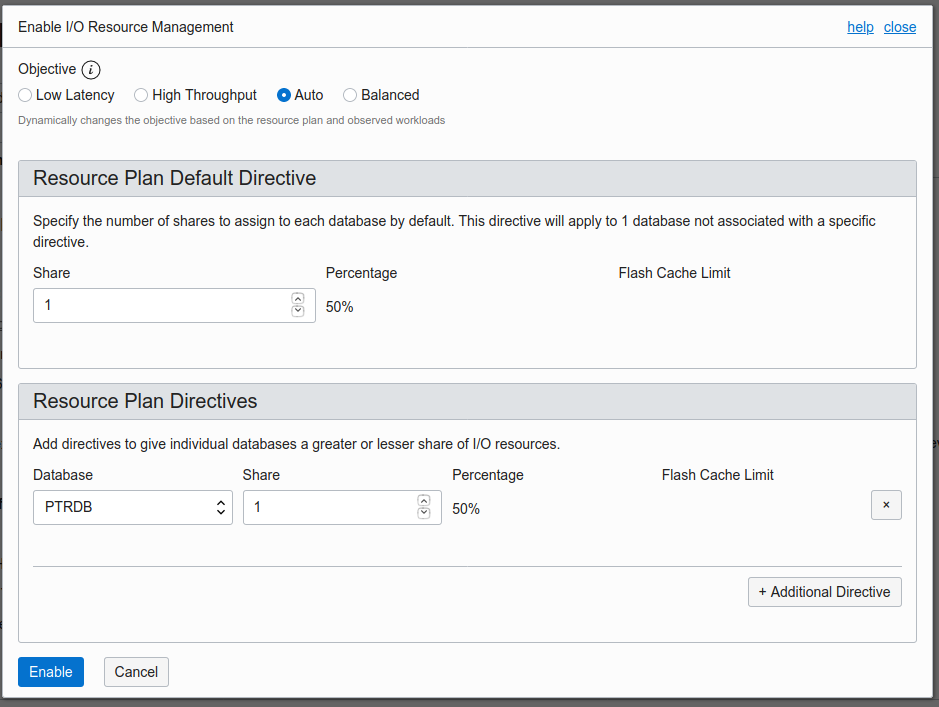 Enable I/O Resource Management help close
Objective i
Low Latency High Throughput Auto Balanced
Dynamically changes the objective based on the resource plan and observed workloads
Resource Plan Default Directive
Specify the number of shares to assign to each database by default. This directive will apply to 1 database not associated with a specific
directive.
Share Percentage Flash Cache Limit
1 50%
Resource Plan Directives
Add directives to give individual databases a greater or lesser share of I/O resources.
Database Share Percentage Flash Cache Limit
PTRDB 1 50% ×
+ Additional Directive
Enable Cancel